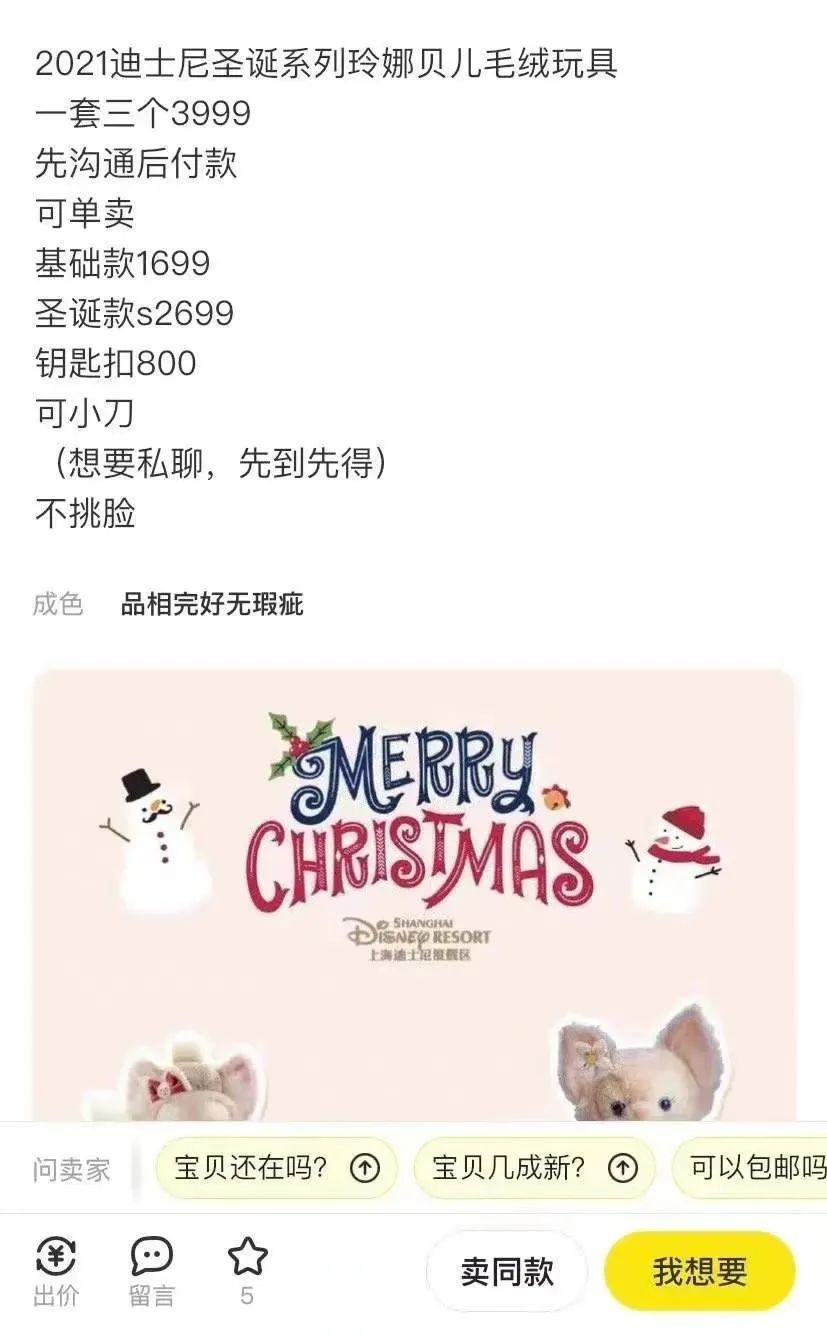 2021迪士尼圣诞系列玲娜贝儿毛绒玩具
一套三个3999
先沟通后付款
可单卖
基础款1699
圣诞款s2699
钥匙扣800
可小刀
（想要私聊，先到先得）
不挑脸
成色 品相完好无瑕疵
MERRY
CHRISTMAS
SHANGHAI
DISNEY RESORT
上海迪士尼度假区
问卖家 宝贝还在吗？ 宝贝几成新？ 可以包邮吗
出价 留言 5 卖同款 我想要